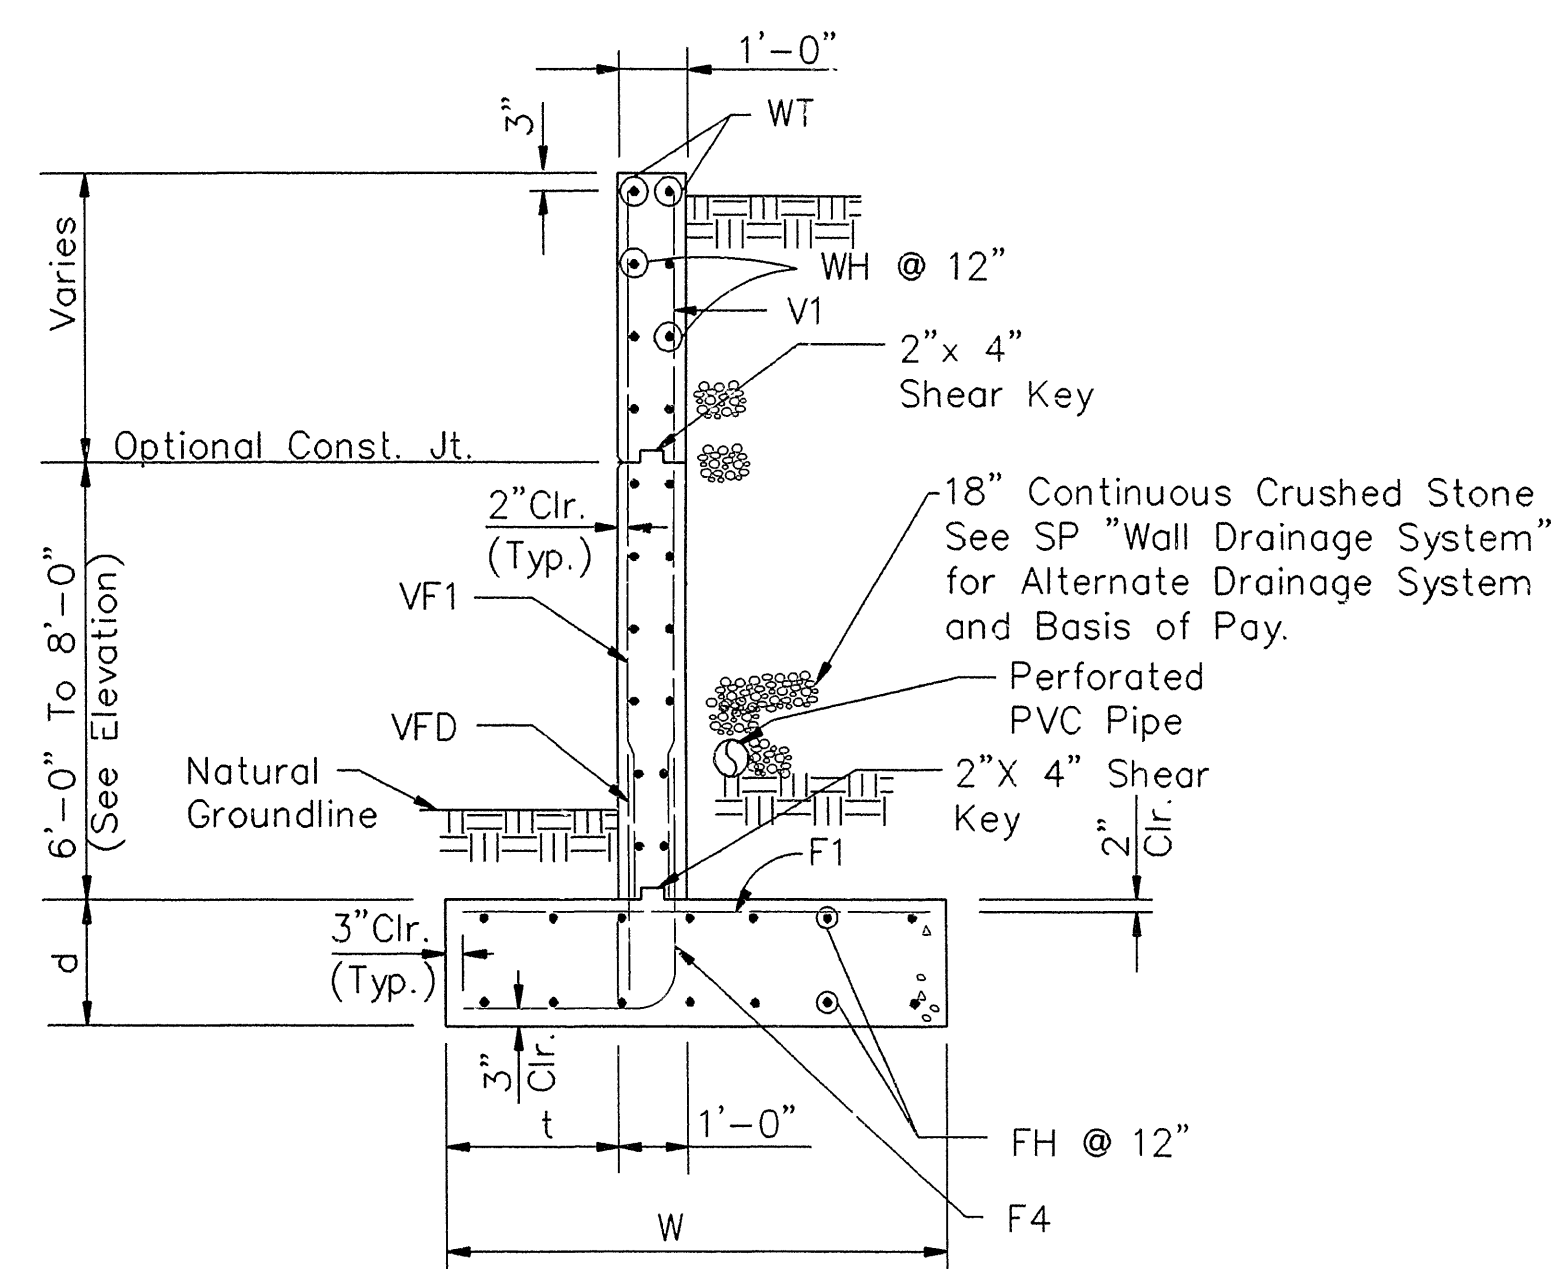 1'-0"
3"
WT
WH @ 12"
V1
Varies
2"x 4"
Shear Key
Optional Const. Jt.
2"Clr.
(Typ.)
18" Continuous Crushed Stone
See SP "Wall Drainage System"
for Alternate Drainage System
and Basis of Pay.
VF1
6'-0" To 8'-0"
(See Elevation)
Perforated
PVC Pipe
VFD
Natural
Groundline
2"X 4" Shear
Key
2"
Clr.
F1
3"Clr.
(Typ.)
d
3"
Clr.
t
1'-0"
FH @ 12"
F4
W